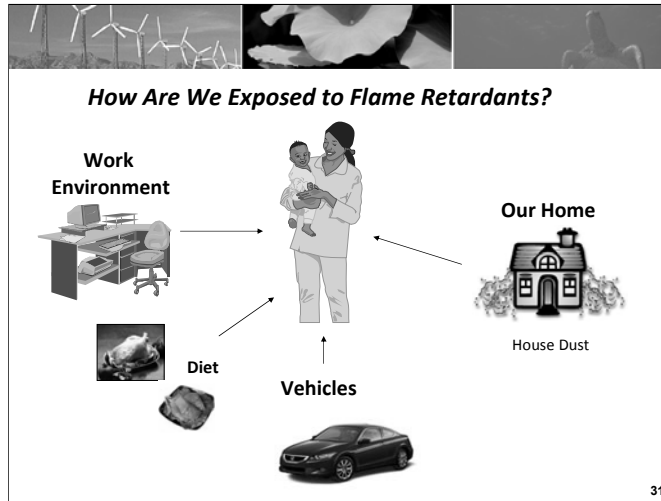 How Are We Exposed to Flame Retardants?
Work
Environment
Our Home
House Dust
Diet
Vehicles
31